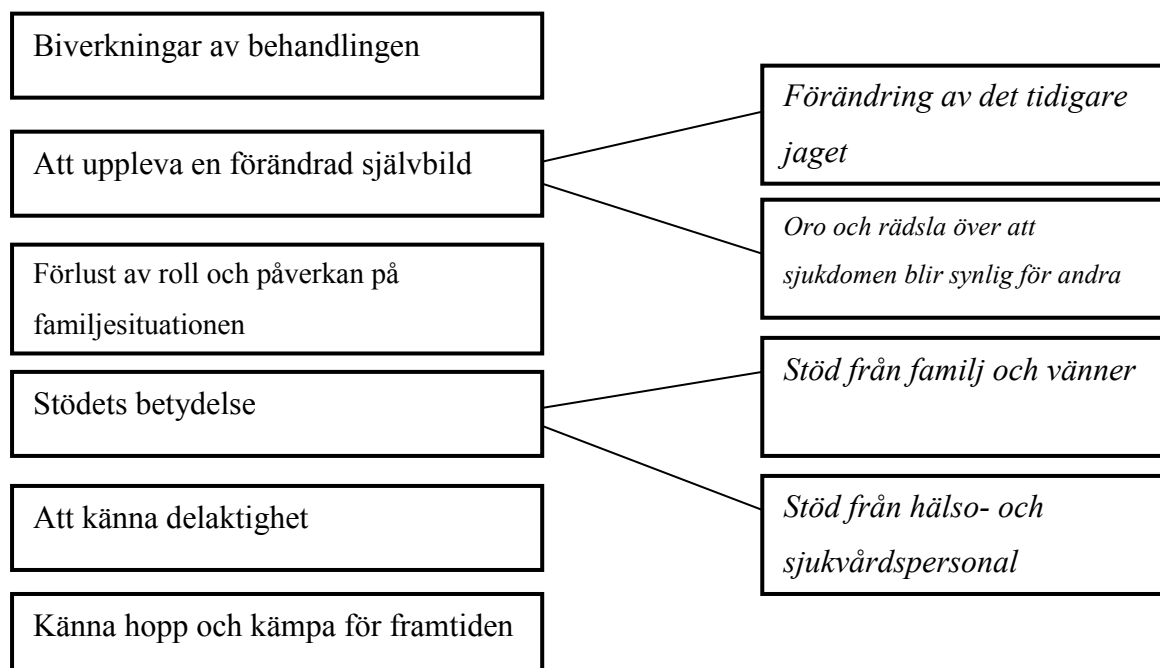 Biverkningar av behandlingen
Att uppleva en förändrad självbild
Förlust av roll och påverkan på
familjesituationen
Stödets betydelse
Att känna delaktighet
Känna hopp och kämpa för framtiden
Förändring av det tidigare
jaget
Oro och rädsla över att
sjukdomen blir synlig för andra
Stöd från familj och vänner
Stöd från hälso- och
sjukvårdspersonal